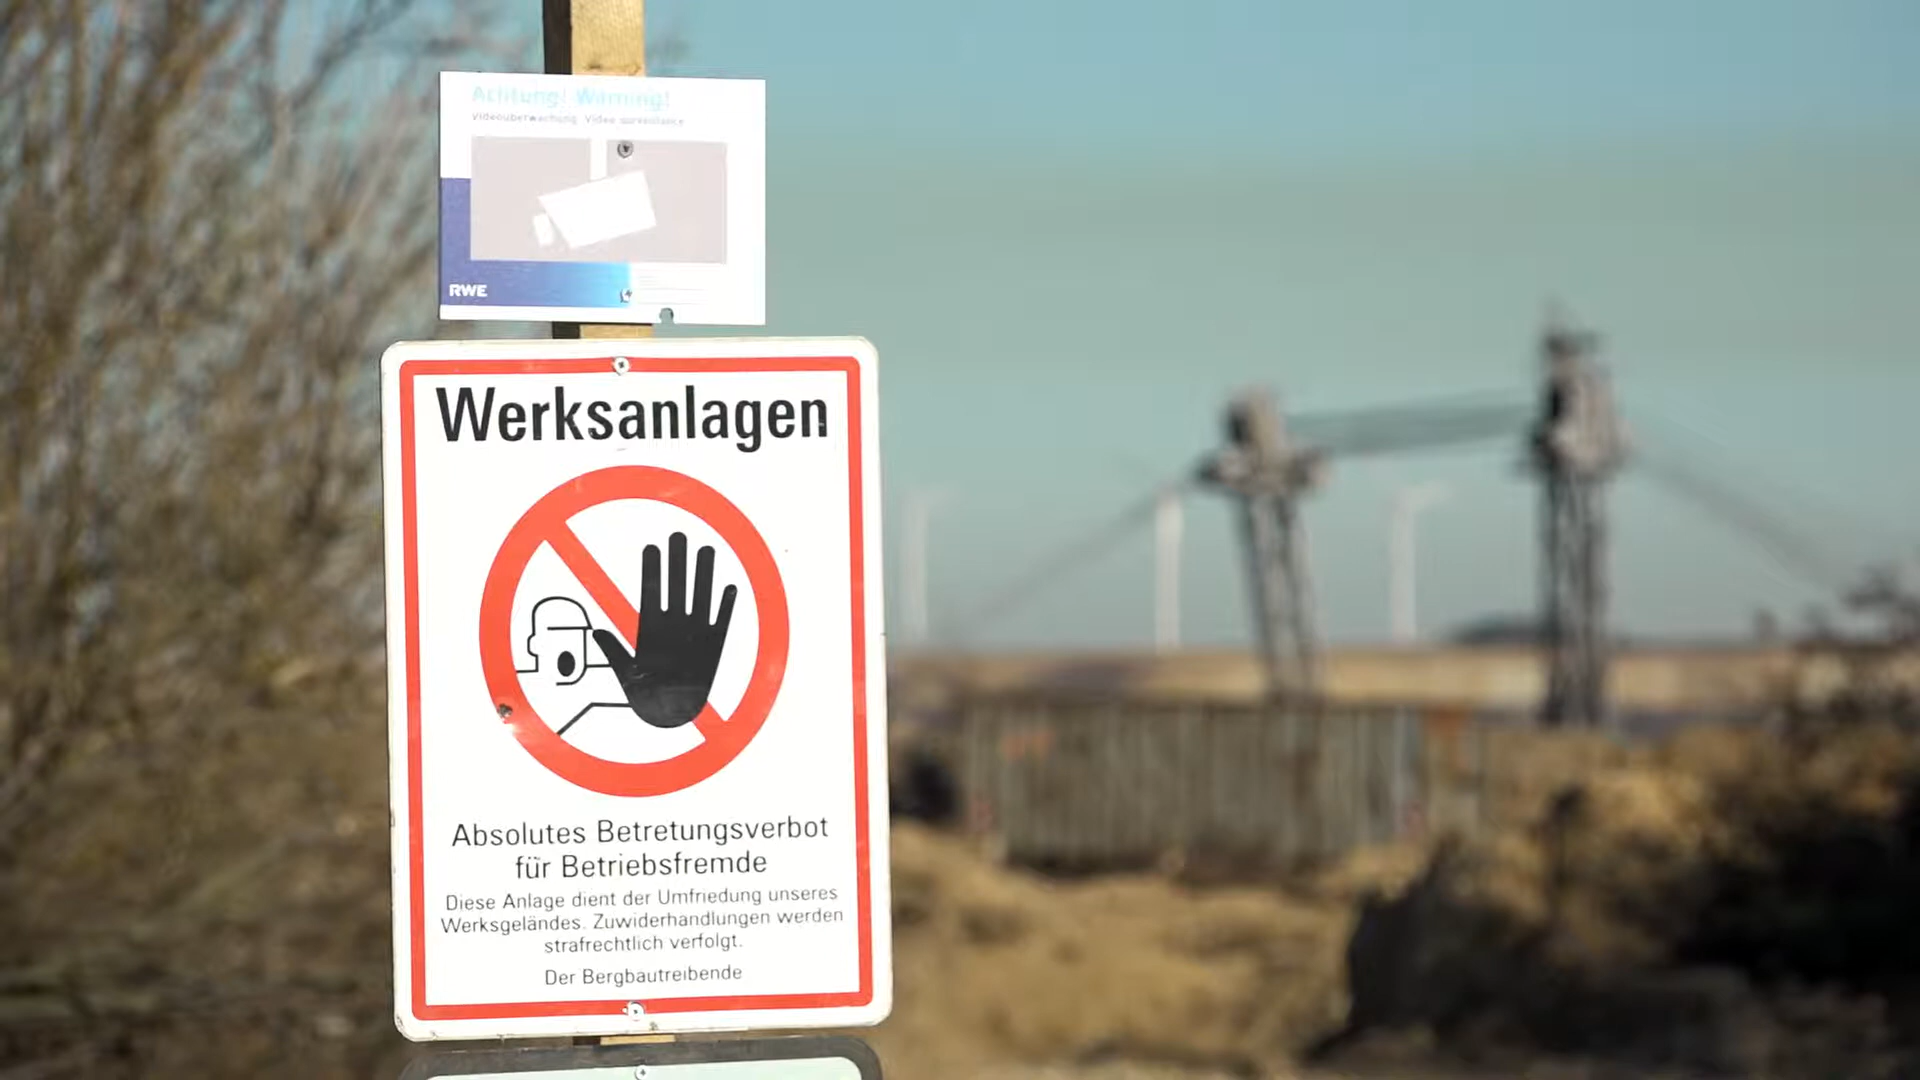 Achtung! Warning!
Videoüberwachung Video surveillance
RWE
Werksanlagen
Absolutes Betretungsverbot
für Betriebsfremde
Diese Anlage dient der Umfriedung unseres
Werksgeländes. Zuwiderhandlungen werden
strafrechtlich verfolgt.
Der Bergbautreibende